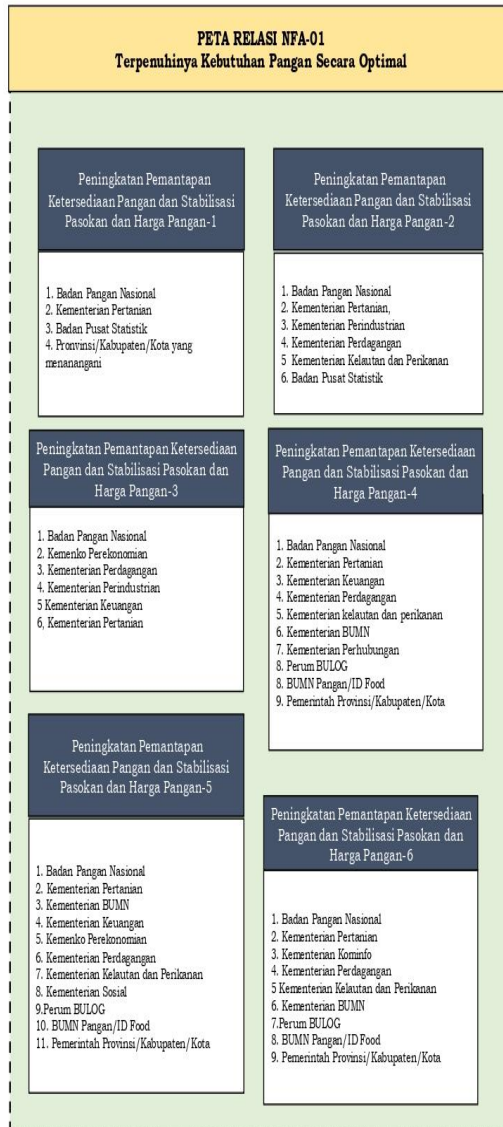 PETA RELASI NFA-01
Terpenuhinya Kebutuhan Pangan Secara Optimal
Peningkatan Pemantapan
Ketersediaan Pangan dan Stabilisasi
Pasokan dan Harga Pangan-1
1. Badan Pangan Nasional
2. Kementerian Pertanian
3. Badan Pusat Statistik
4. Pronvinsi/Kabupaten/Kota yang
menanangani
Peningkatan Pemantapan
Ketersediaan Pangan dan Stabilisasi
Pasokan dan Harga Pangan-2
1. Badan Pangan Nasional
2. Kementerian Pertanian,
3. Kementerian Perindustrian
4. Kementerian Perdagangan
5 Kementerian Kelautan dan Perikanan
6. Badan Pusat Statistik
Peningkatan Pemantapan Ketersediaan
Pangan dan Stabilisasi Pasokan dan
Harga Pangan-3
1. Badan Pangan Nasional
2. Kemenko Perekonomian
3. Kementerian Perdagangan
4. Kementerian Perindustrian
5 Kementerian Keuangan
6, Kementerian Pertanian
Peningkatan Pemantapan Ketersediaan
Pangan dan Stabilisasi Pasokan dan
Harga Pangan-4
1. Badan Pangan Nasional
2. Kementerian Pertanian
3. Kementerian Keuangan
4. Kementerian Perdagangan
5. Kementerian kelautan dan perikanan
6. Kementerian BUMN
7. Kementerian Perhubungan
8. Perum BULOG
8. BUMN Pangan/ID Food
9. Pemerintah Provinsi/Kabupaten/Kota
Peningkatan Pemantapan
Ketersediaan Pangan dan Stabilisasi
Pasokan dan Harga Pangan-5
1. Badan Pangan Nasional
2. Kementerian Pertanian
3. Kementerian BUMN
4. Kementerian Keuangan
5. Kemenko Perekonomian
6. Kementerian Perdagangan
7. Kementerian Kelautan dan Perikanan
8. Kementerian Sosial
9.Perum BULOG
10. BUMN Pangan/ID Food
11. Pemerintah Provinsi/Kabupaten/Kota
Peningkatan Pemantapan Ketersediaan
Pangan dan Stabilisasi Pasokan dan
Harga Pangan-6
1. Badan Pangan Nasional
2. Kementerian Pertanian
3. Kementerian Kominfo
4. Kementerian Perdagangan
5 Kementerian Kelautan dan Perikanan
6. Kementerian BUMN
7.Perum BULOG
8. BUMN Pangan/ID Food
9. Pemerintah Provinsi/Kabupaten/Kota